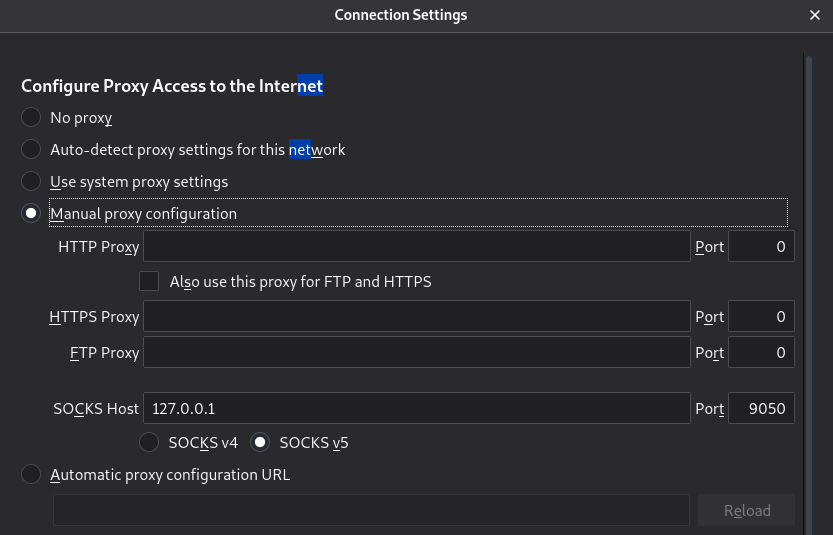 Connection Settings
Configure Proxy Access to the Internet
No proxy
Auto-detect proxy settings for this network
Use system proxy settings
Manual proxy configuration
HTTP Proxy Port 0
Also use this proxy for FTP and HTTPS
HTTPS Proxy Port 0
FTP Proxy Port 0
SOCKS Host 127.0.0.1 Port 9050
SOCKS v4 SOCKS v5
Automatic proxy configuration URL
Reload